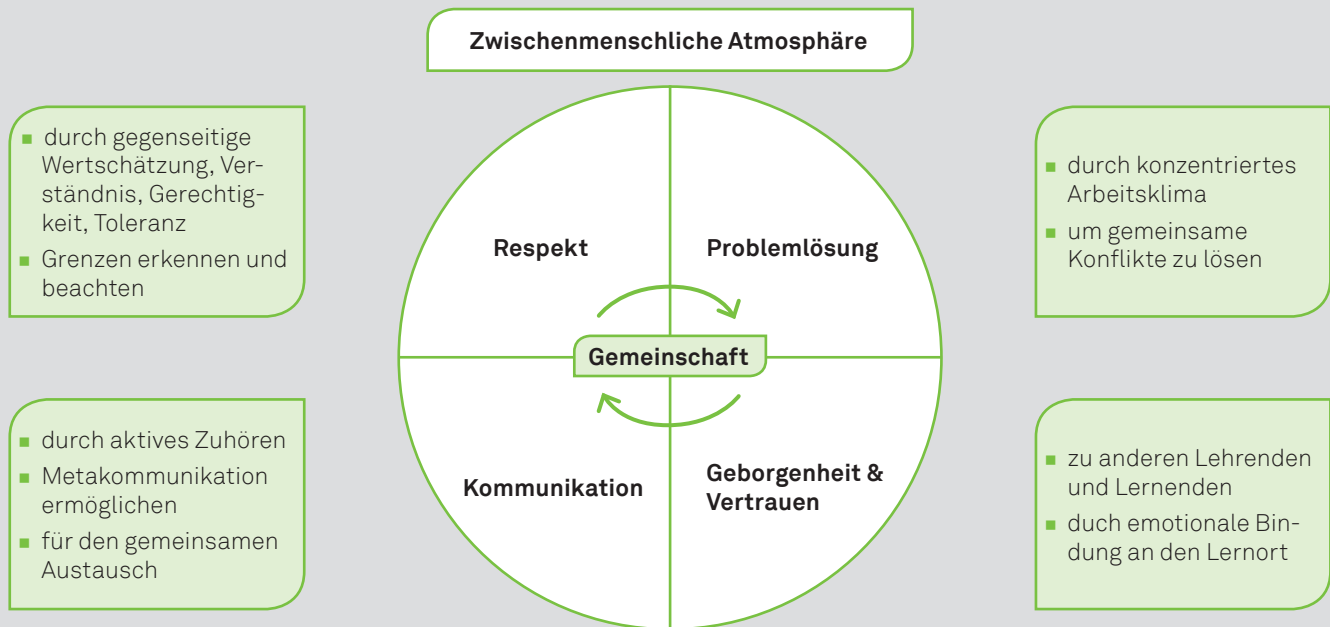 Zwischenmenschliche Atmosphäre
■ durch gegenseitige
Wertschätzung, Ver-
ständnis, Gerechtig-
keit, Toleranz
■ Grenzen erkennen und
beachten
Respekt
Problemlösung
■ durch konzentriertes
Arbeitsklima
■ um gemeinsame
Konflikte zu lösen
Gemeinschaft
■ durch aktives Zuhören
■ Metakommunikation
ermöglichen
■ für den gemeinsamen
Austausch
Kommunikation
Geborgenheit &
Vertrauen
■ zu anderen Lehrenden
und Lernenden
■ duch emotionale Bin-
dung an den Lernort